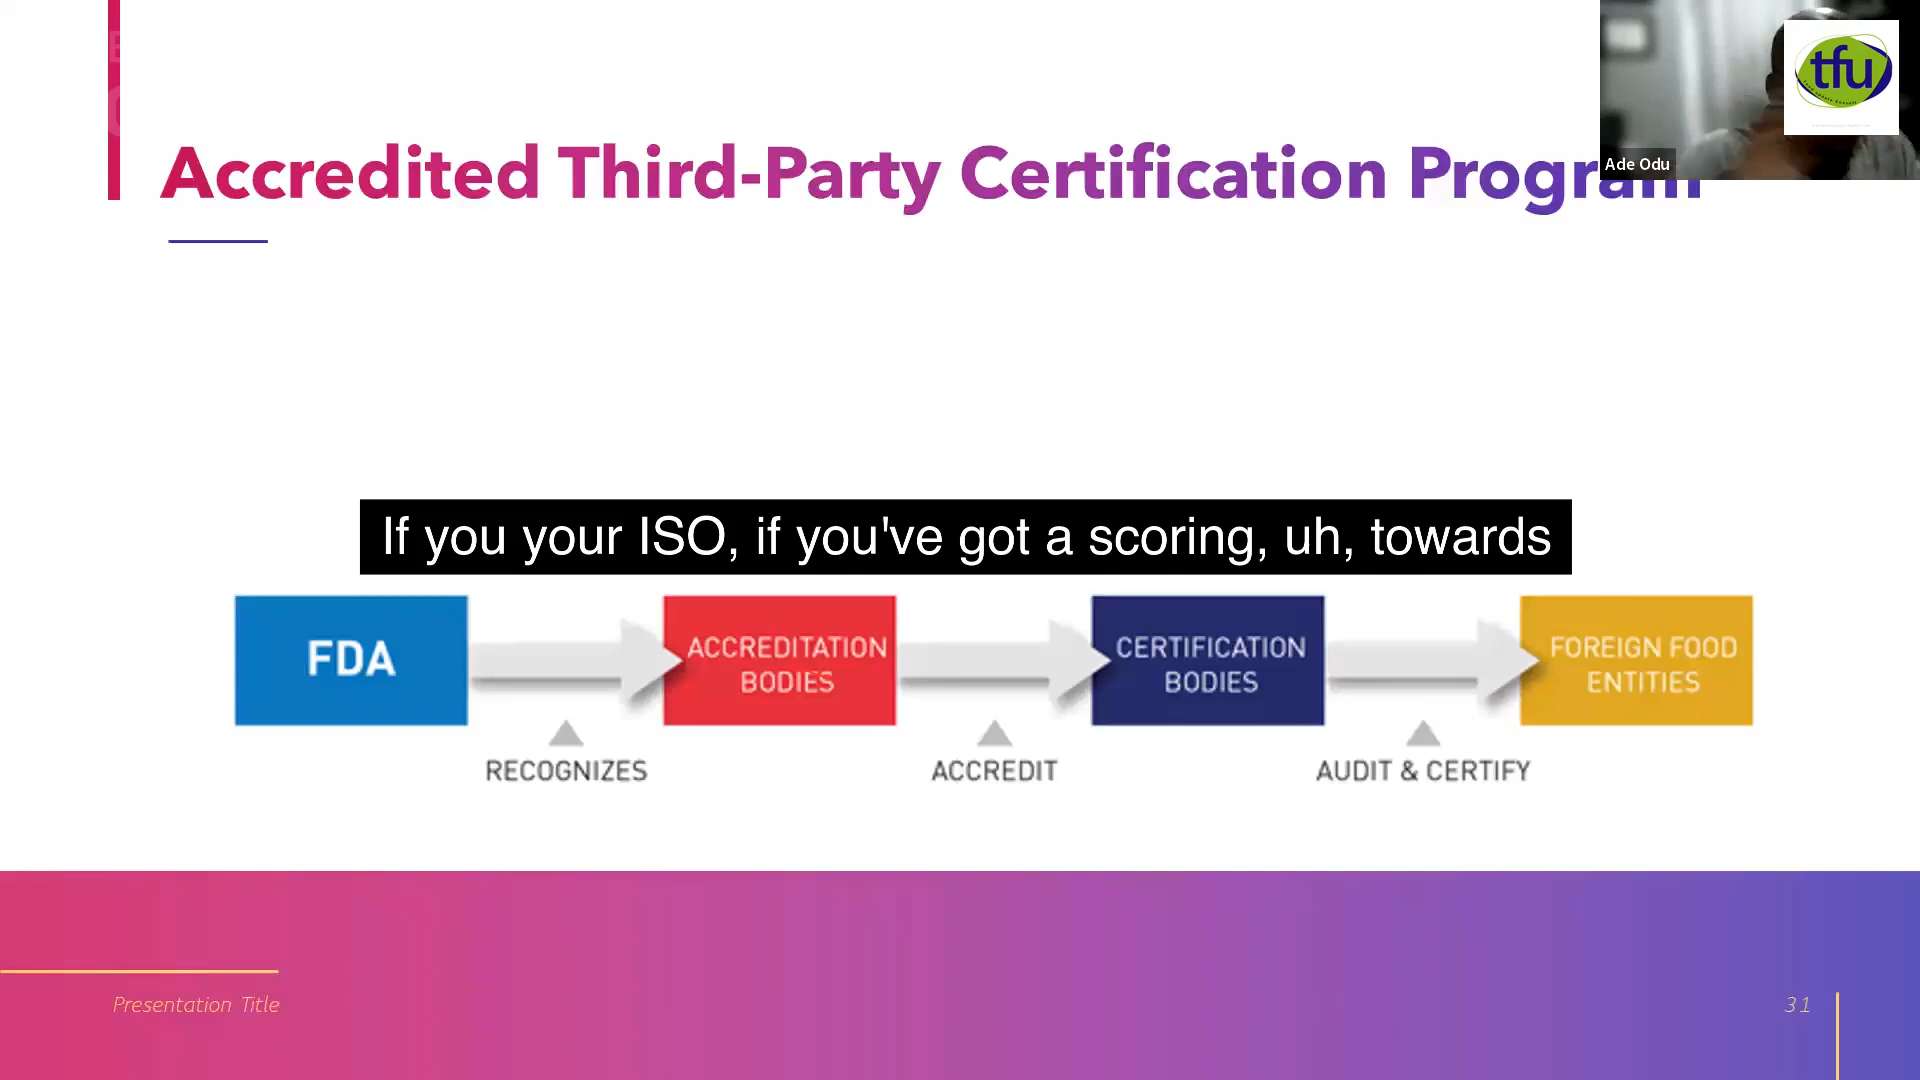 tfu
Ade Odu
Accredited Third-Party Certification Program
If you your ISO, if you've got a scoring, uh, towards
FDA
ACCREDITATION
BODIES
CERTIFICATION
BODIES
FOREIGN FOOD
ENTITIES
RECOGNIZES
ACCREDIT
AUDIT & CERTIFY
Presentation Title
31